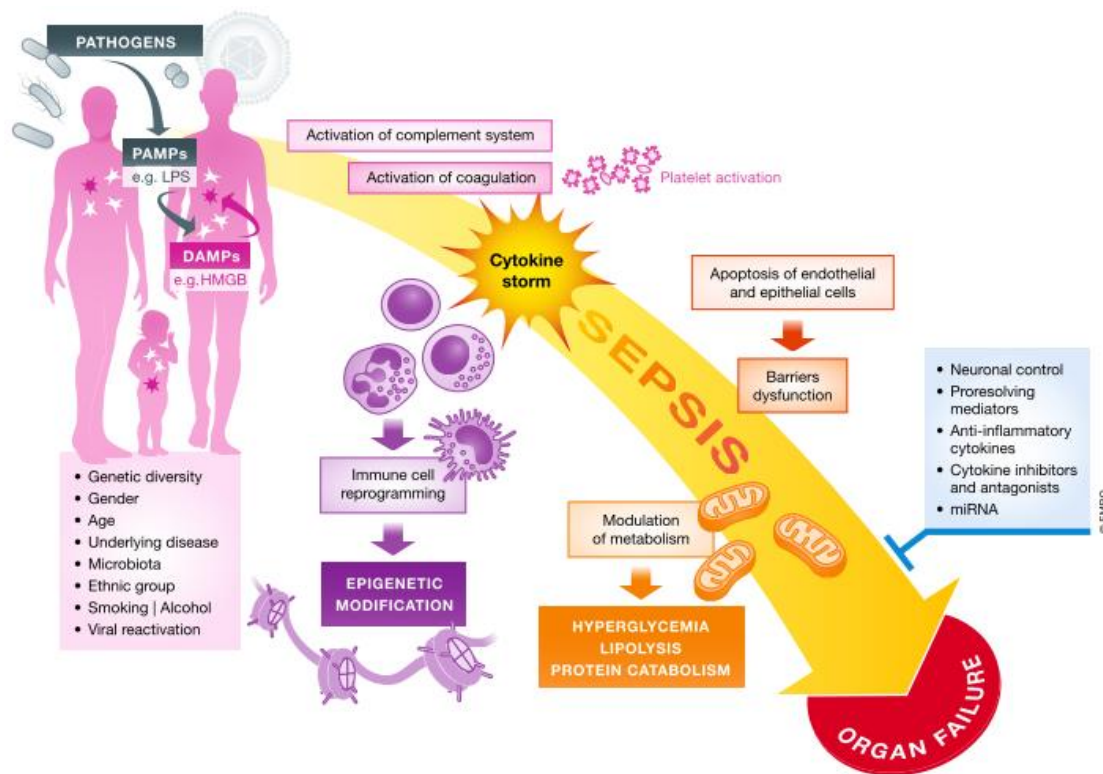 PATHOGENS
PAMPs
e.g. LPS
DAMPs
e.g. HMGB
• Genetic diversity
• Gender
• Age
• Underlying disease
• Microbiota
• Ethnic group
• Smoking | Alcohol
• Viral reactivation
Activation of complement system
Activation of coagulation
Platelet activation
Cytokine
storm
SEPSIS
Immune cell
reprogramming
EPIGENETIC
MODIFICATION
Apoptosis of endothelial
and epithelial cells
Barriers
dysfunction
Modulation
of metabolism
HYPERGLYCEMIA
LIPOLYSIS
PROTEIN CATABOLISM
• Neuronal control
• Proresolving
mediators
• Anti-inflammatory
cytokines
• Cytokine inhibitors
and antagonists
• miRNA
© EMBO
ORGAN FAILURE